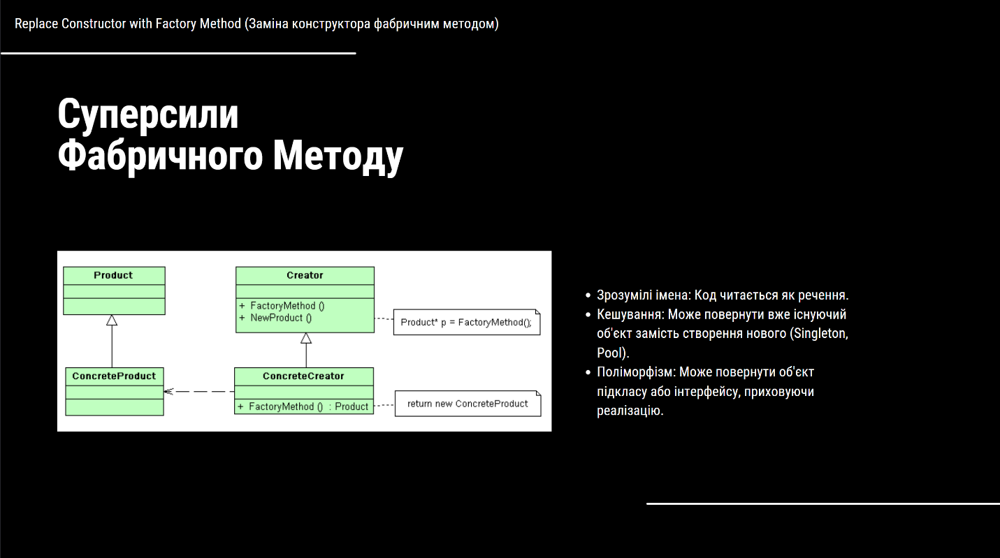 Replace Constructor with Factory Method (Заміна конструктора фабричним методом)
Суперсили
Фабричного Методу
Product
Creator
+ FactoryMethod ()
+ NewProduct ()
Product* p = FactoryMethod();
ConcreteProduct
ConcreteCreator
+ FactoryMethod () : Product
return new ConcreteProduct
• Зрозумілі імена: Код читається як речення.
• Кешування: Може повернути вже існуючий
об'єкт замість створення нового (Singleton,
Pool).
• Поліморфізм: Може повернути об'єкт
підкласу або інтерфейсу, приховуючи
реалізацію.